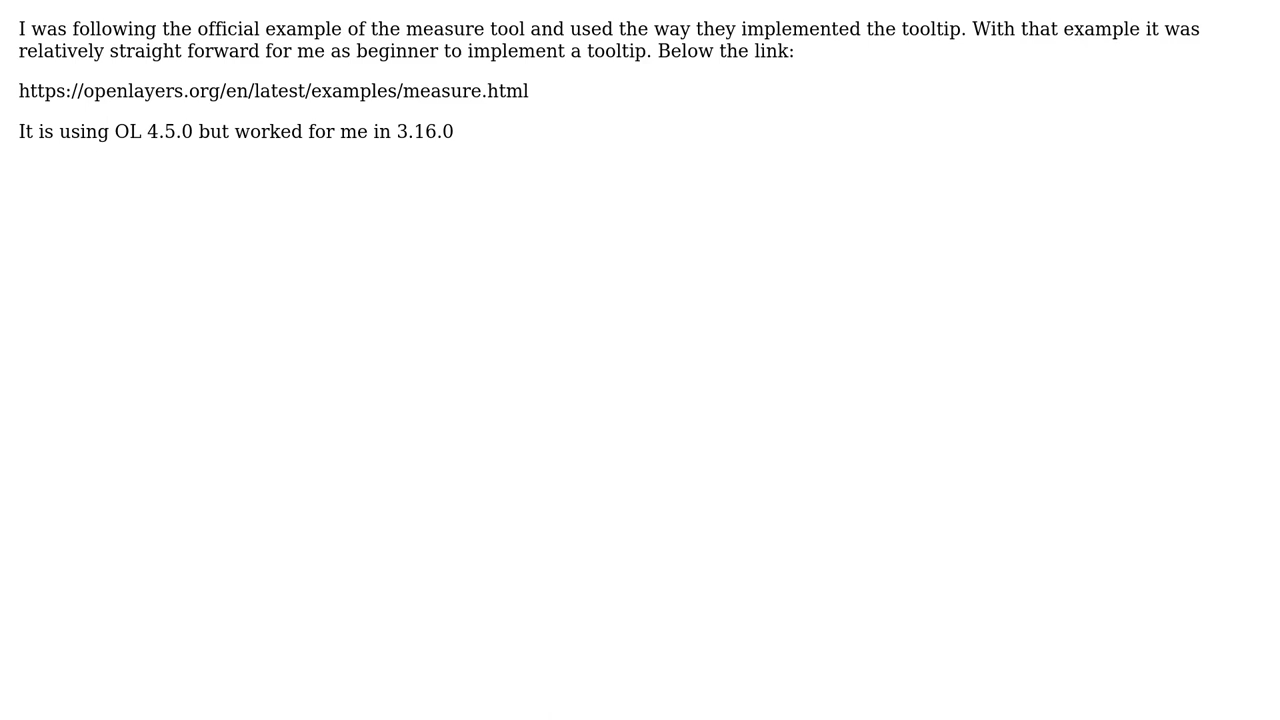 I was following the official example of the measure tool and used the way they implemented the tooltip. With that example it was
relatively straight forward for me as beginner to implement a tooltip. Below the link:
https://openlayers.org/en/latest/examples/measure.html
It is using OL 4.5.0 but worked for me in 3.16.0